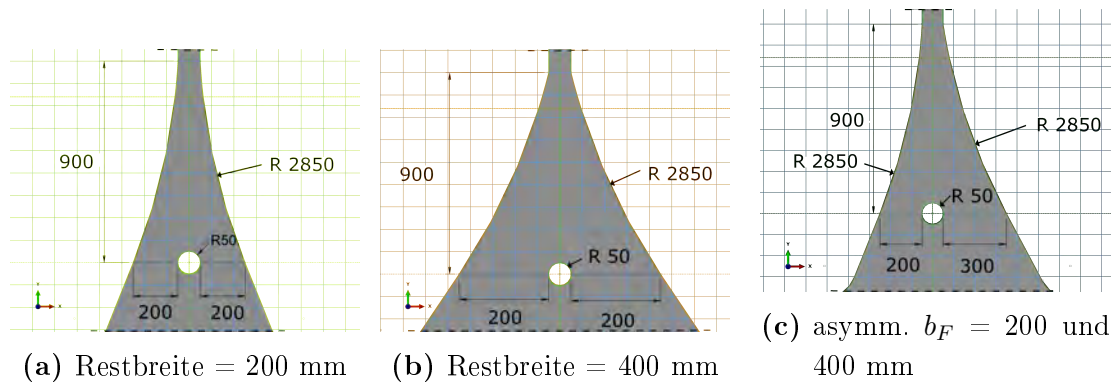 900
R 2850
R50
200
200
(a) Restbreite = 200 mm
900
R 2850
R 50
200
200
(b) Restbreite = 400 mm
900
R 2850
R 2850
R 50
200
300
(c) asymm. b_F = 200 und
400 mm